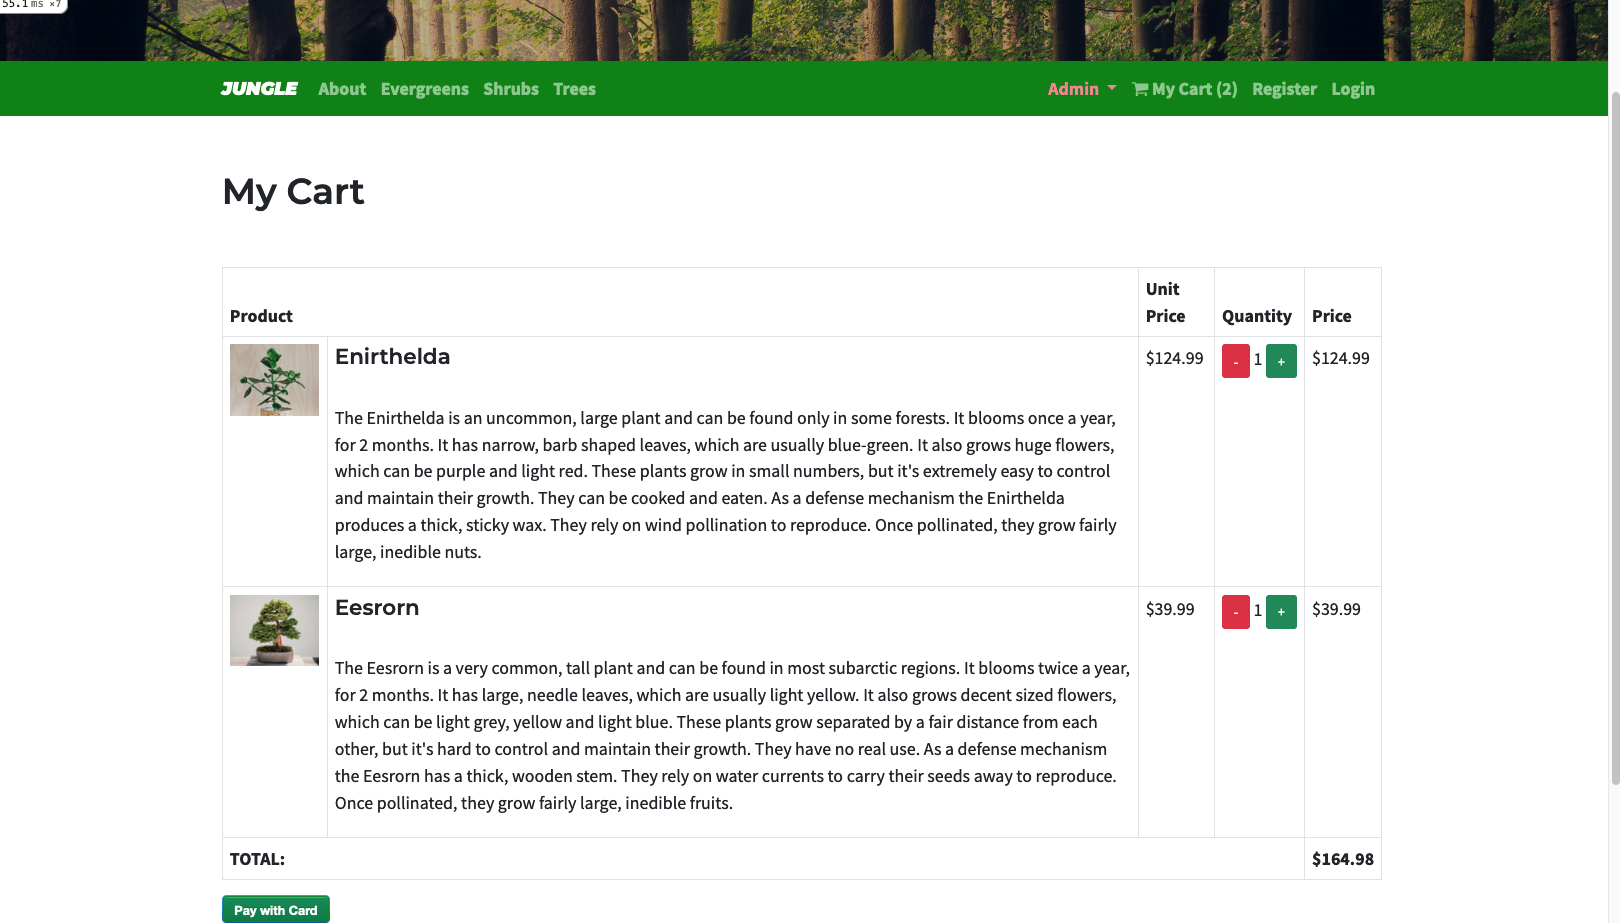 55.1 ms ×7
JUNGLE About Evergreens Shrubs Trees Admin My Cart (2) Register Login
My Cart
Product Unit Price Quantity Price
Enirthelda
$124.99 - 1 + $124.99
The Enirthelda is an uncommon, large plant and can be found only in some forests. It blooms once a year,
for 2 months. It has narrow, barb shaped leaves, which are usually blue-green. It also grows huge flowers,
which can be purple and light red. These plants grow in small numbers, but it's extremely easy to control
and maintain their growth. They can be cooked and eaten. As a defense mechanism the Enirthelda
produces a thick, sticky wax. They rely on wind pollination to reproduce. Once pollinated, they grow fairly
large, inedible nuts.
Eesrorn
$39.99 - 1 + $39.99
The Eesrorn is a very common, tall plant and can be found in most subarctic regions. It blooms twice a year,
for 2 months. It has large, needle leaves, which are usually light yellow. It also grows decent sized flowers,
which can be light grey, yellow and light blue. These plants grow separated by a fair distance from each
other, but it's hard to control and maintain their growth. They have no real use. As a defense mechanism
the Eesrorn has a thick, wooden stem. They rely on water currents to carry their seeds away to reproduce.
Once pollinated, they grow fairly large, inedible fruits.
TOTAL: $164.98
Pay with Card